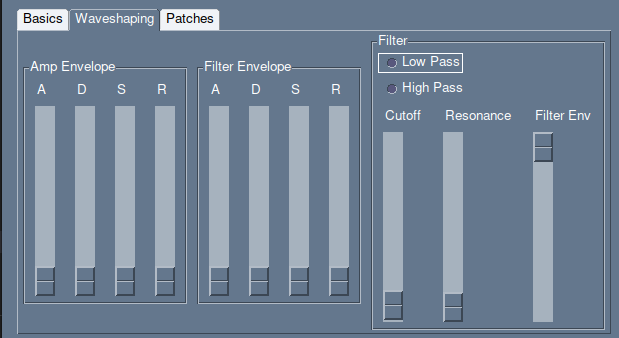 Basics Waveshaping Patches
Filter
Amp Envelope Filter Envelope
Low Pass
A D S R A D S R
High Pass
Cutoff Resonance Filter Env